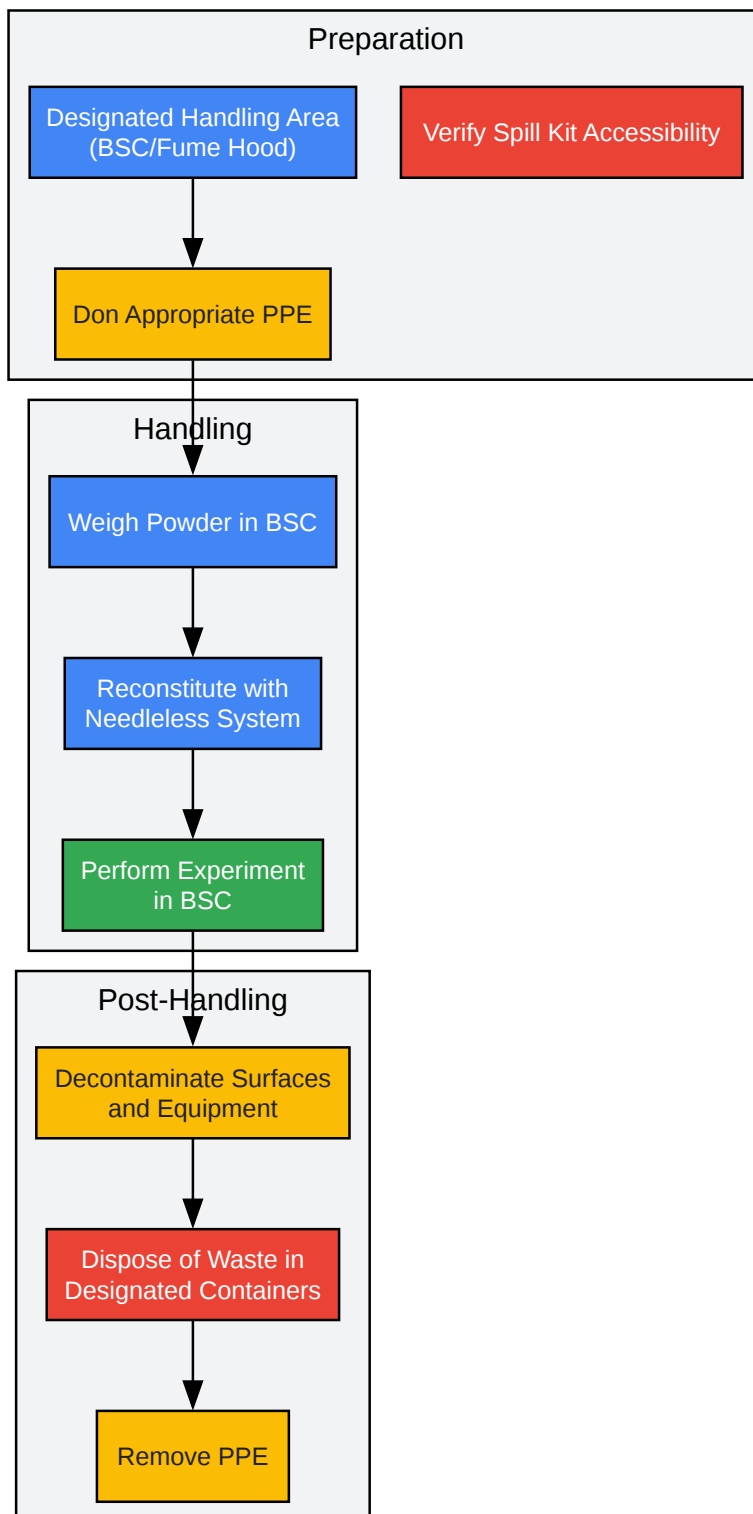 Preparation
Designated Handling Area
(BSC/Fume Hood)
Verify Spill Kit Accessibility
Don Appropriate PPE
Handling
Weigh Powder in BSC
Reconstitute with
Needleless System
Perform Experiment
in BSC
Post-Handling
Decontaminate Surfaces
and Equipment
Dispose of Waste in
Designated Containers
Remove PPE